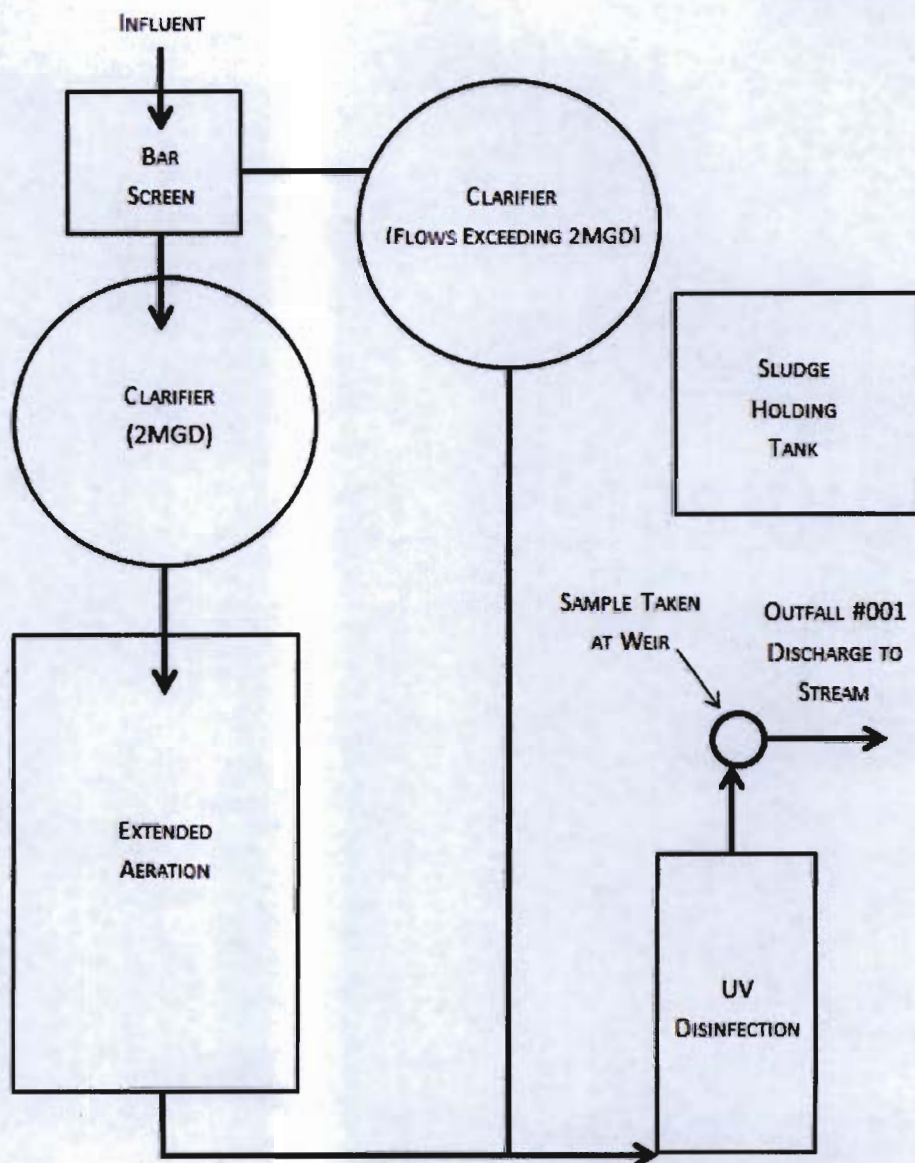 INFLUENT
BAR
SCREEN
CLARIFIER
(FLOWS EXCEEDING 2MGD)
CLARIFIER
(2MGD)
SLUDGE
HOLDING
TANK
SAMPLE TAKEN
AT WEIR
OUTFALL #001
DISCHARGE TO
STREAM
EXTENDED
AERATION
UV
DISINFECTION